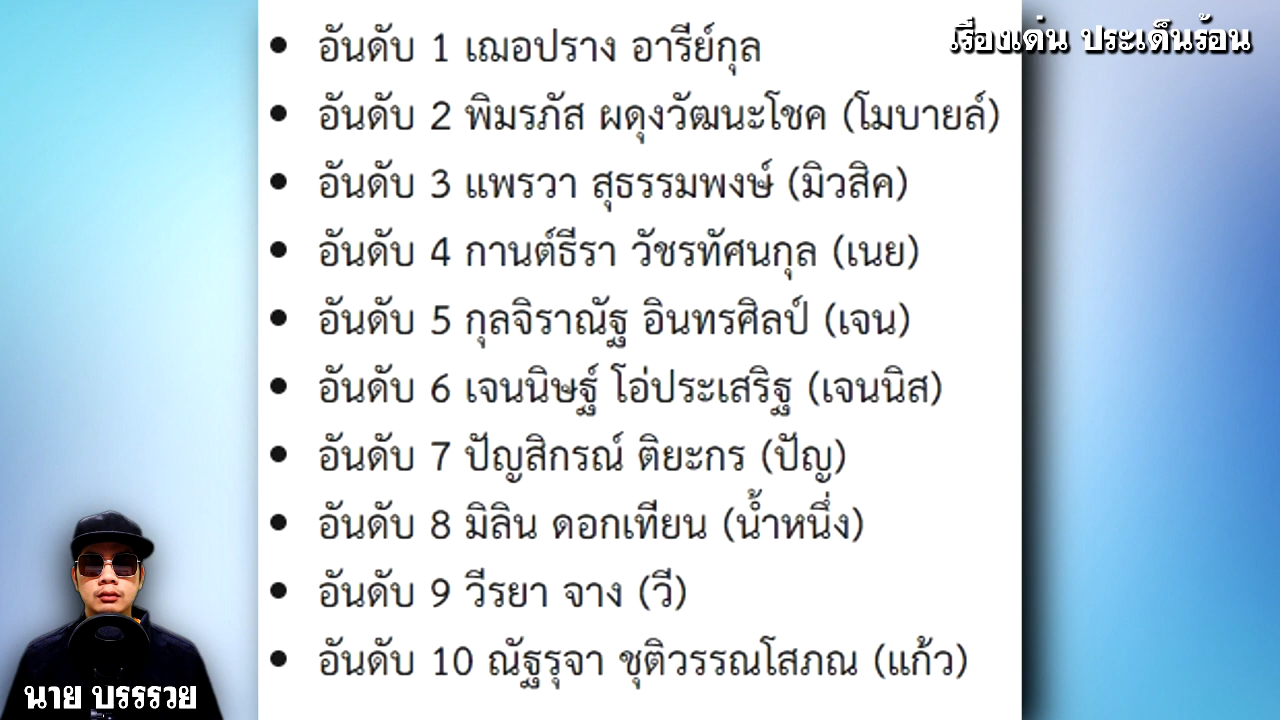 เรื่องเด่น ประเด็นร้อน
• อันดับ 1 เฌอปราง อารีย์กุล
• อันดับ 2 พิมรภัส ผดุงวัฒนะโชค (โมบายล์)
• อันดับ 3 แพรวา สุธรรมพงษ์ (มิวสิค)
• อันดับ 4 กานต์ธีรา วัชรทัศนกุล (เนย)
• อันดับ 5 กุลจิราณัฐ อินทรศิลป์ (เจน)
• อันดับ 6 เจนนิษฐ์ โอ่ประเสริฐ (เจนนิส)
• อันดับ 7 ปัญสิกรณ์ ติยะกร (ปัญ)
• อันดับ 8 มิลิน ดอกเทียน (น้ำหนึ่ง)
• อันดับ 9 วีรยา จาง (วี)
• อันดับ 10 ณัฐรุจา ชุติวรรณโสภณ (แก้ว)
นาย บรรรวย